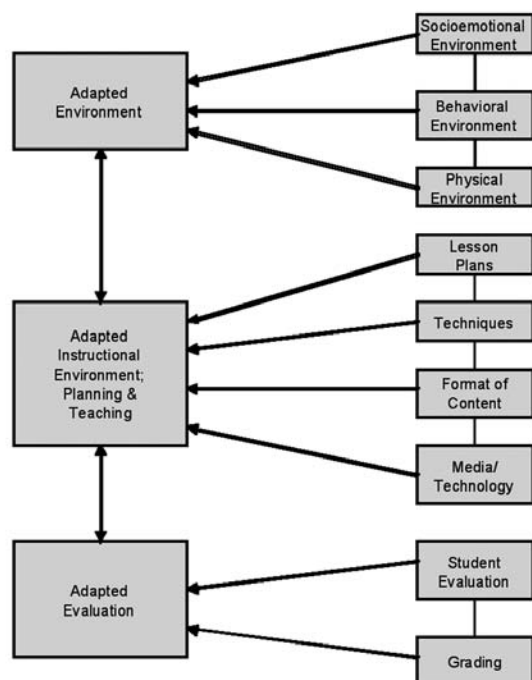 Socioemotional
Environment
Adapted
Environment
Behavioral
Environment
Physical
Environment
Lesson
Plans
Adapted
Instructional
Environment;
Planning &
Teaching
Techniques
Format of
Content
Media/
Technology
Adapted
Evaluation
Student
Evaluation
Grading